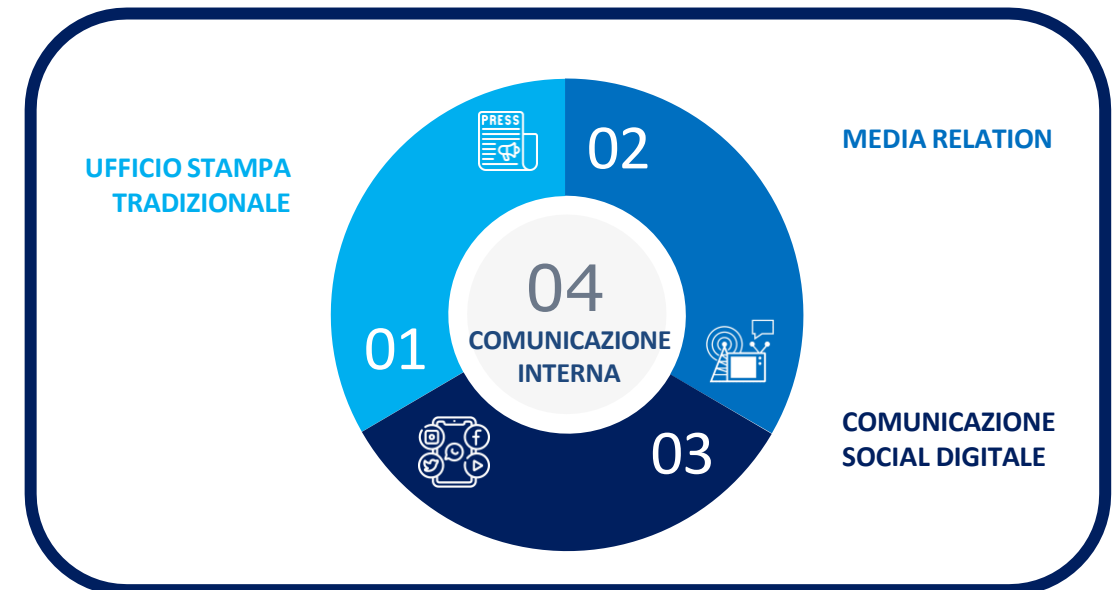 UFFICIO STAMPA
TRADIZIONALE
01
PRESS
02
MEDIA RELATION
03
COMUNICAZIONE
SOCIAL DIGITALE
04
COMUNICAZIONE
INTERNA